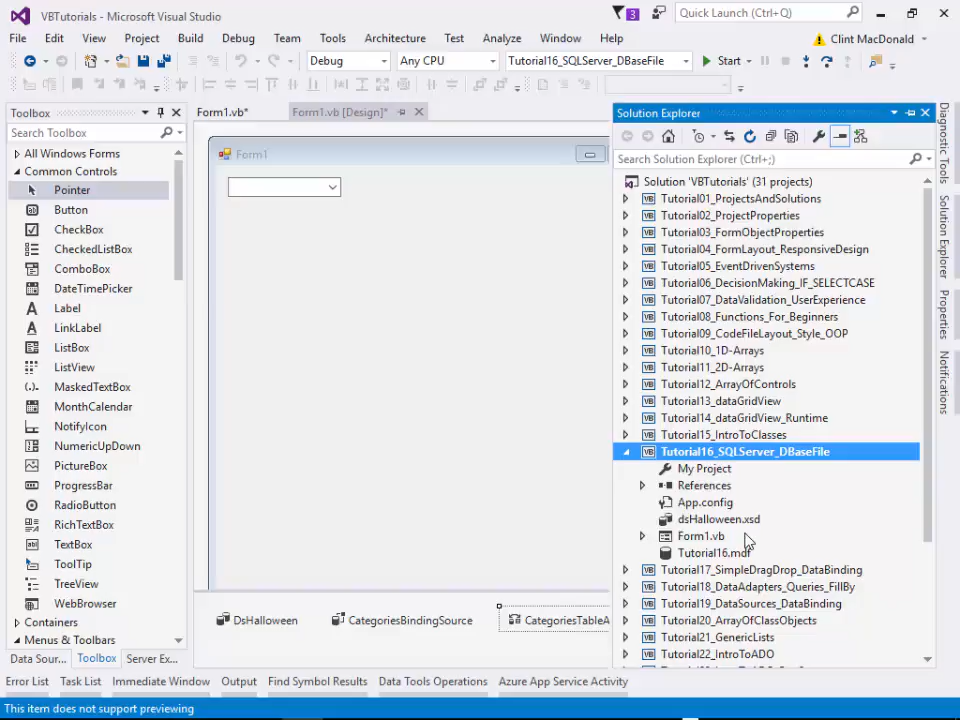 VBTutorials - Microsoft Visual Studio
3
Quick Launch (Ctrl+Q)
File Edit View Project Build Debug Team Tools Architecture Test Analyze Window Help
Clint MacDonald
Debug Any CPU Tutorial16_SQLServer_DBaseFile Start
Toolbox
Form1.vb*
Form1.vb [Design]*
Solution Explorer
Search Toolbox
Search Solution Explorer (Ctrl+;)
All Windows Forms
Common Controls
Pointer
Button
CheckBox
CheckedListBox
ComboBox
DateTimePicker
Label
LinkLabel
ListBox
ListView
MaskedTextBox
MonthCalendar
NotifyIcon
NumericUpDown
PictureBox
ProgressBar
RadioButton
RichTextBox
TextBox
ToolTip
TreeView
WebBrowser
Containers
Menus & Toolbars
Data Sour...
Toolbox
Server Ex...
Form1
DsHalloween
CategoriesBindingSource
CategoriesTableA
Solution 'VBTutorials' (31 projects)
Tutorial01_ProjectsAndSolutions
Tutorial02_ProjectProperties
Tutorial03_FormObjectProperties
Tutorial04_FormLayout_ResponsiveDesign
Tutorial05_EventDrivenSystems
Tutorial06_DecisionMaking_IF_SELECTCASE
Tutorial07_DataValidation_UserExperience
Tutorial08_Functions_For_Beginners
Tutorial09_CodeFileLayout_Style_OOP
Tutorial10_1D-Arrays
Tutorial11_2D-Arrays
Tutorial12_ArrayOfControls
Tutorial13_dataGridView
Tutorial14_dataGridView_Runtime
Tutorial15_IntroToClasses
Tutorial16_SQLServer_DBaseFile
My Project
References
App.config
dsHalloween.xsd
Form1.vb
Tutorial16.mdf
Tutorial17_SimpleDragDrop_DataBinding
Tutorial18_DataAdapters_Queries_FillBy
Tutorial19_DataSources_DataBinding
Tutorial20_ArrayOfClassObjects
Tutorial21_GenericLists
Tutorial22_IntroToADO
Diagnostic Tools
Solution Explorer
Properties
Notifications
Error List Task List Immediate Window Output Find Symbol Results Data Tools Operations Azure App Service Activity
This item does not support previewing